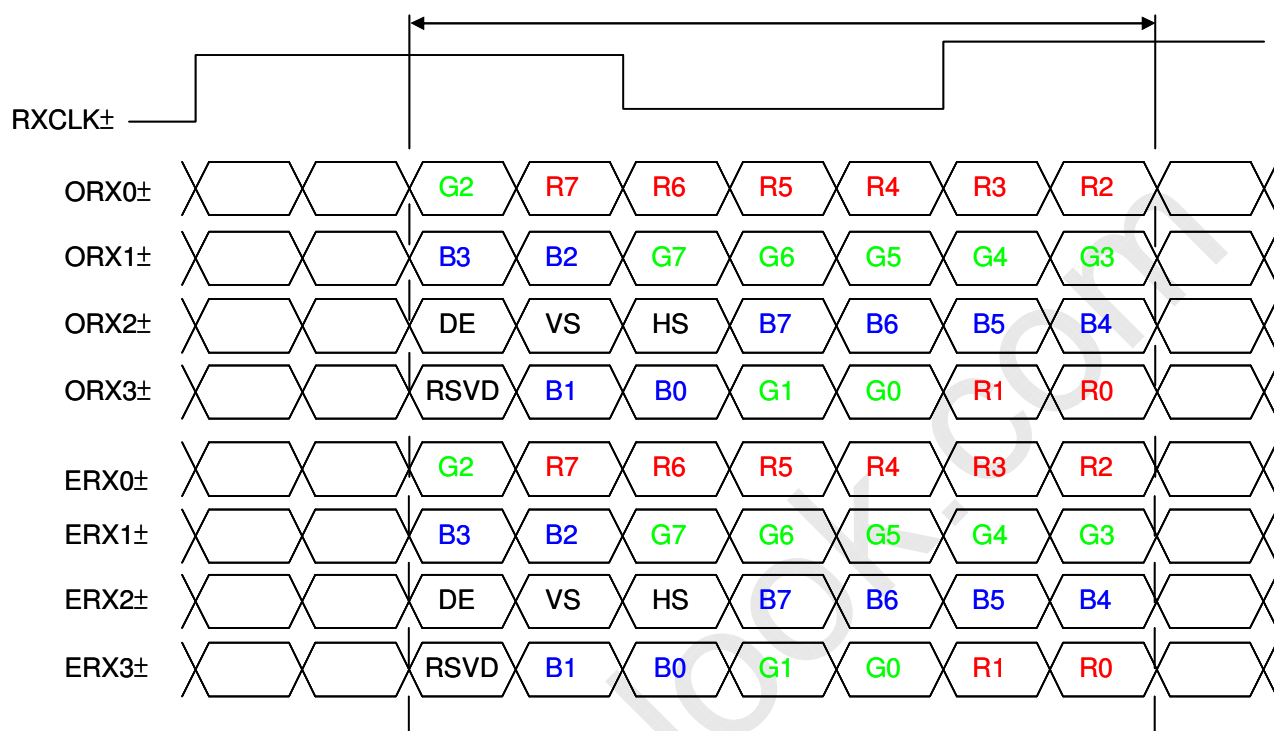 RXCLK±
ORX0± G2 R7 R6 R5 R4 R3 R2
ORX1± B3 B2 G7 G6 G5 G4 G3
ORX2± DE VS HS B7 B6 B5 B4
ORX3± RSVD B1 B0 G1 G0 R1 R0
ERX0± G2 R7 R6 R5 R4 R3 R2
ERX1± B3 B2 G7 G6 G5 G4 G3
ERX2± DE VS HS B7 B6 B5 B4
ERX3± RSVD B1 B0 G1 G0 R1 R0
look.com